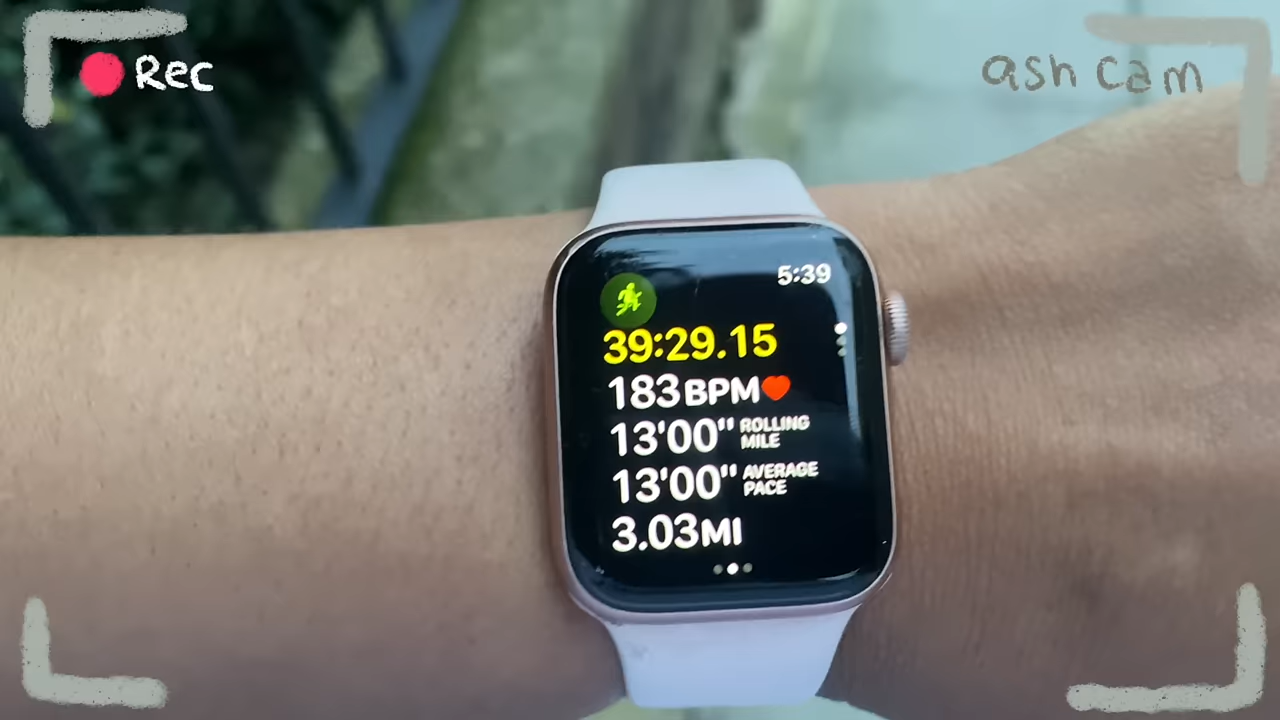 Rec
ash cam
5:39
39:29.15
183BPM
13'00" ROLLING MILE
13'00" AVERAGE PACE
3.03MI